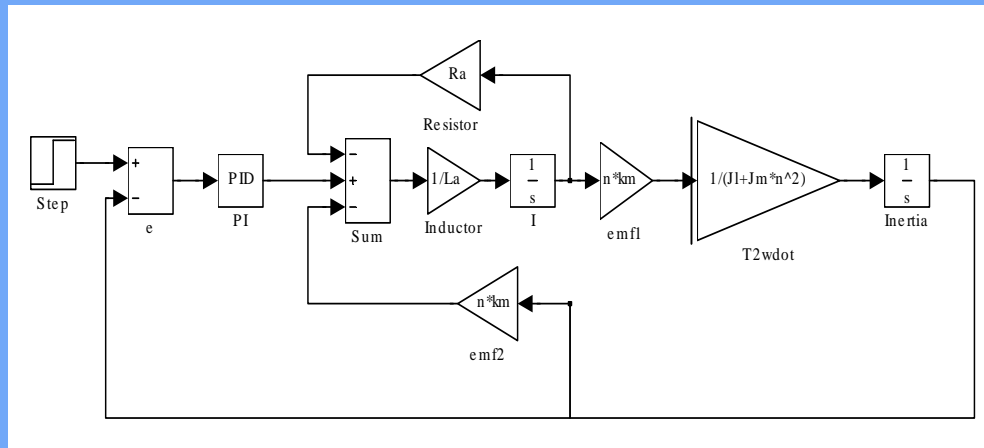 Ra
Resistor
Step
+
-
e
PID
PI
-
+
-
Sum
1/La
Inductor
1
s
I
n*km
emf1
1/(Jl+Jm*n^2)
T2wdot
1
s
Inertia
n*km
emf2